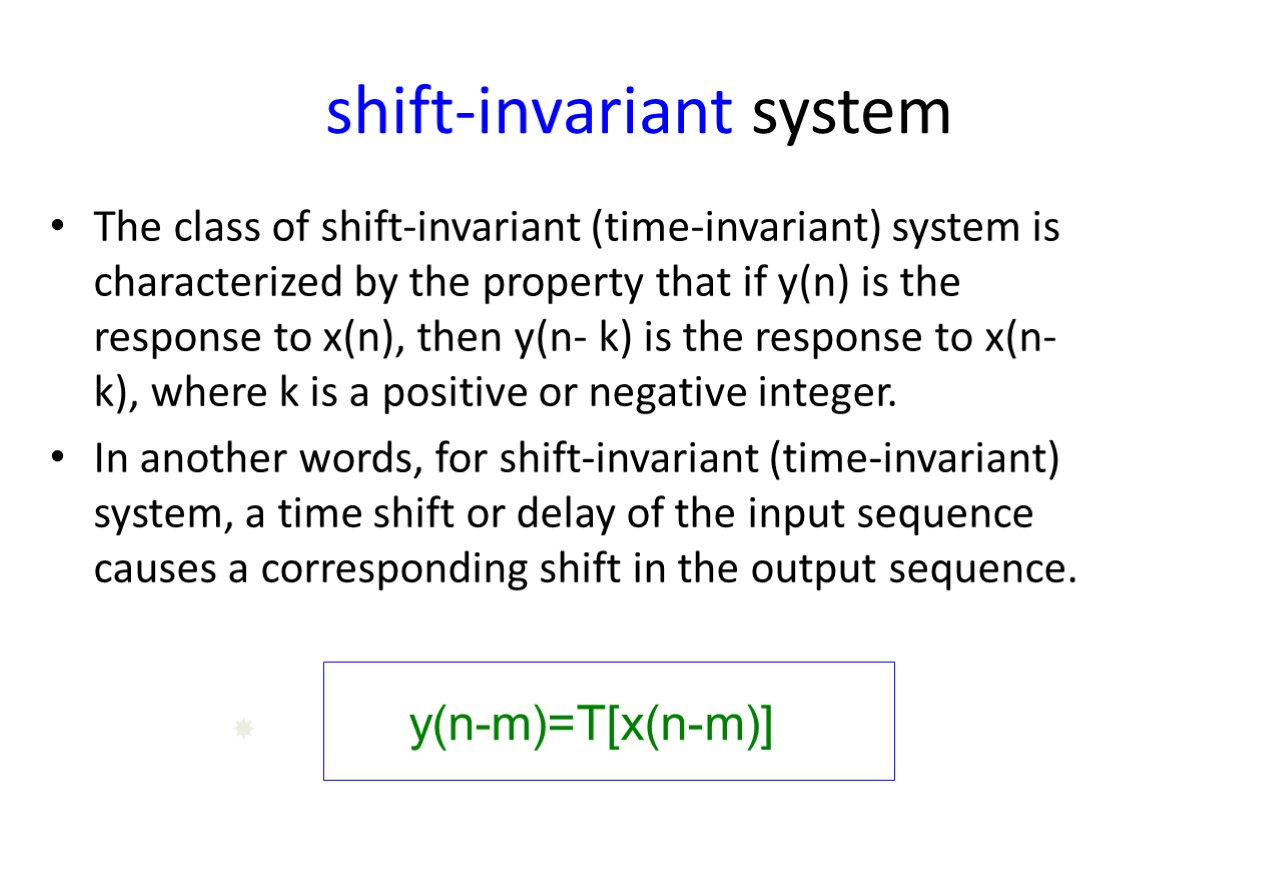 shift-invariant system
• The class of shift-invariant (time-invariant) system is
characterized by the property that if y(n) is the
response to x(n), then y(n- k) is the response to x(n-
k), where k is a positive or negative integer.
• In another words, for shift-invariant (time-invariant)
system, a time shift or delay of the input sequence
causes a corresponding shift in the output sequence.
y(n-m)=T[x(n-m)]